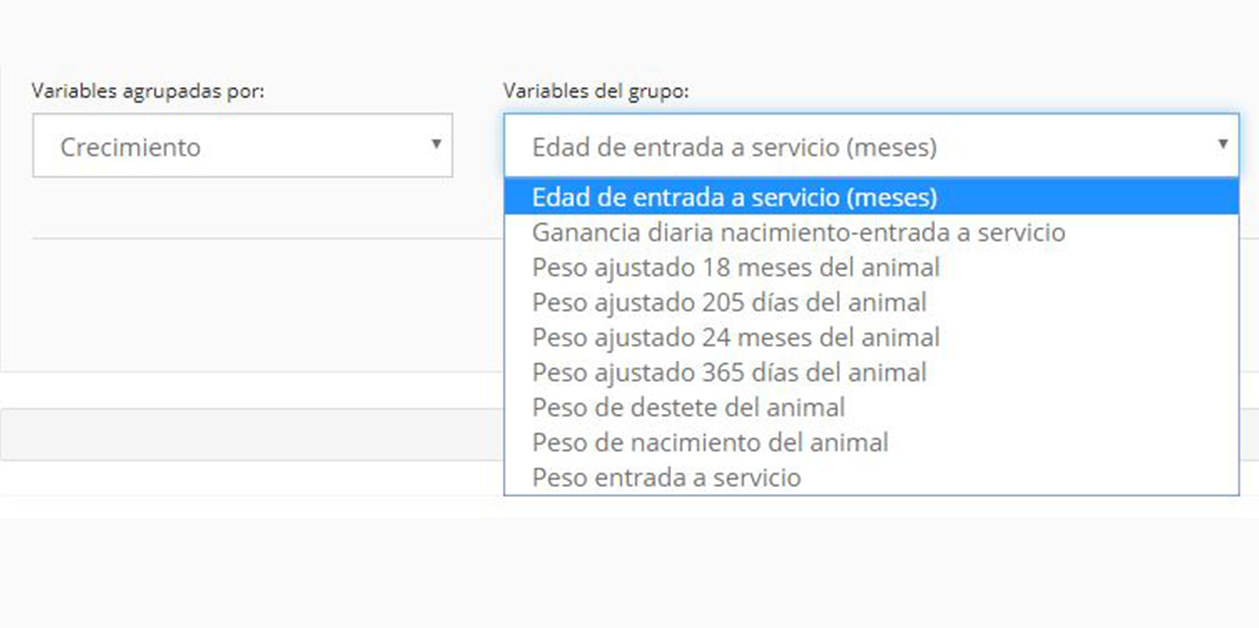 Variables agrupadas por:
Variables del grupo:
Crecimiento
Edad de entrada a servicio (meses)
Edad de entrada a servicio (meses)
Ganancia diaria nacimiento-entrada a servicio
Peso ajustado 18 meses del animal
Peso ajustado 205 días del animal
Peso ajustado 24 meses del animal
Peso ajustado 365 días del animal
Peso de destete del animal
Peso de nacimiento del animal
Peso entrada a servicio